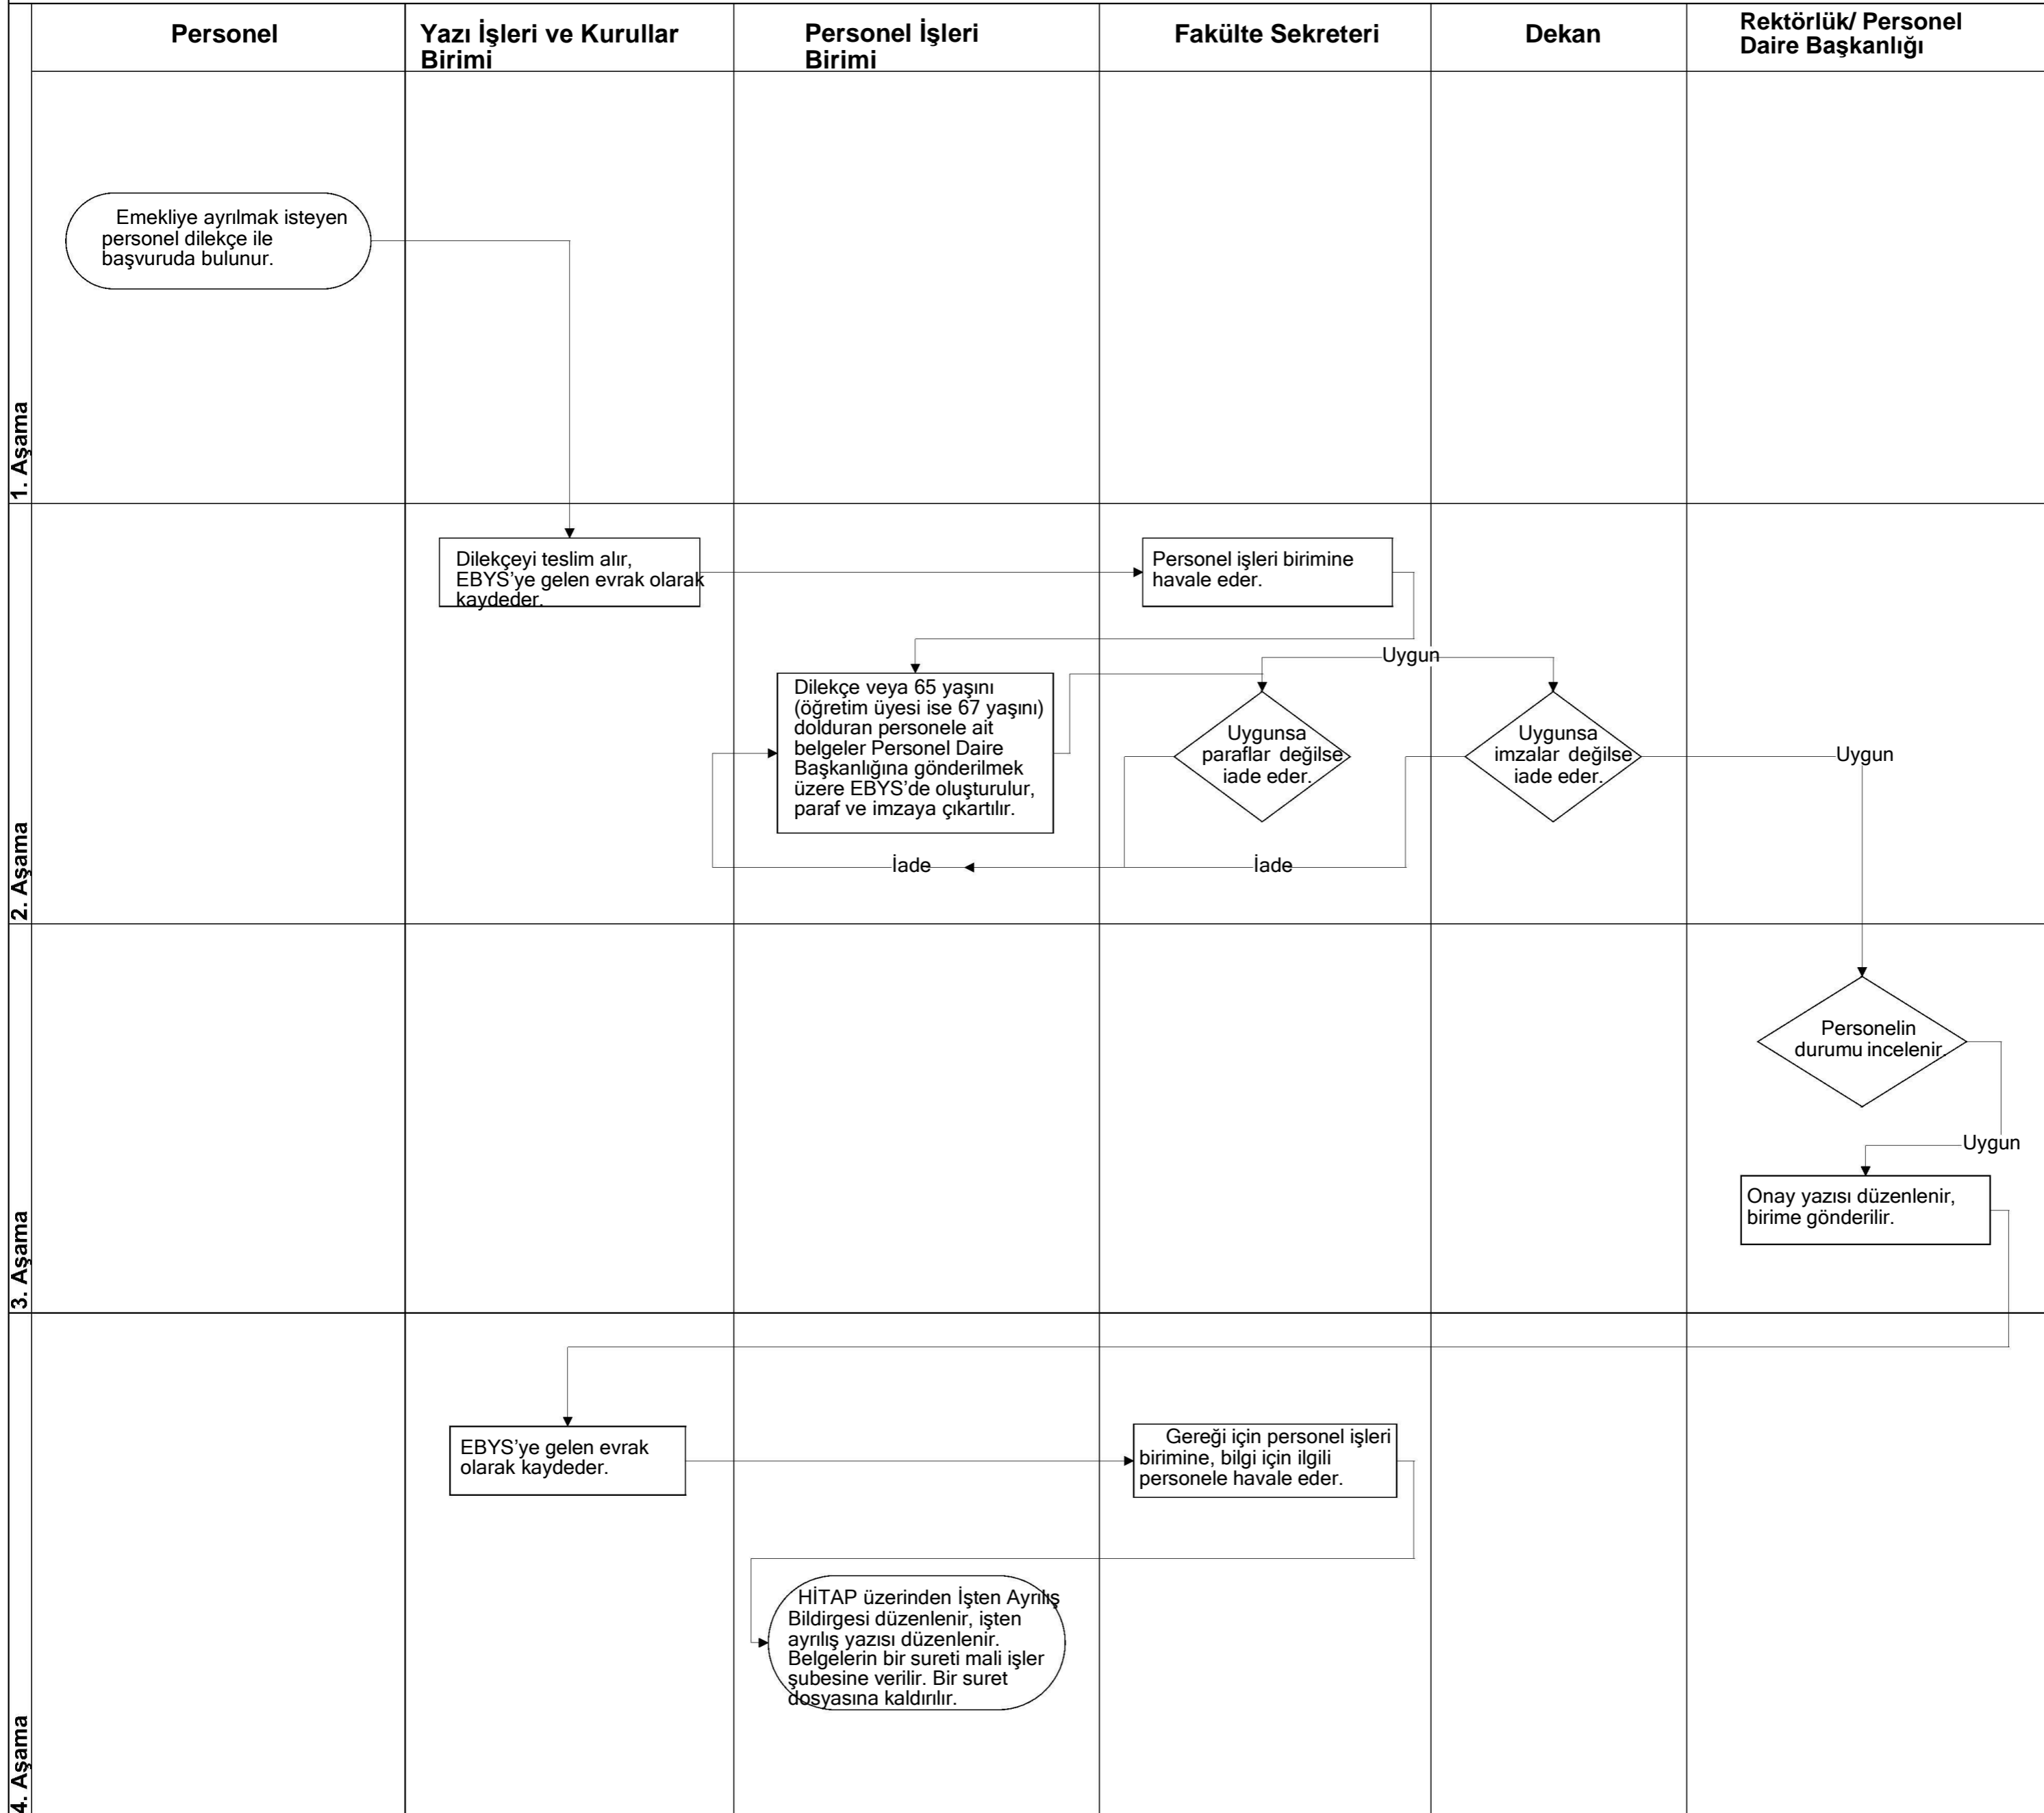 Personel
Yazı İşleri ve Kurullar
Birimi
Personel İşleri
Birimi
Fakülte Sekreteri
Dekan
Rektörlük/ Personel
Daire Başkanlığı
1. Aşama
Emekliye ayrılmak isteyen
personel dilekçe ile
başvuruda bulunur.
2. Aşama
Dilekçeyi teslim alır,
EBYS’ye gelen evrak olarak
kaydeder.
Personel işleri birimine
havale eder.
Dilekçe veya 65 yaşını
(öğretim üyesi ise 67 yaşını)
dolduran personele ait
belgeler Personel Daire
Başkanlığına gönderilmek
üzere EBYS’de oluşturulur,
paraf ve imzaya çıkartılır.
Uygun
Uygunsa
paraflar değilse
iade eder.
Uygunsa
imzalar değilse
iade eder.
Uygun
İade
İade
3. Aşama
Personelin
durumu incelenir.
Uygun
Onay yazısı düzenlenir,
birime gönderilir.
4. Aşama
EBYS’ye gelen evrak
olarak kaydeder.
Gereği için personel işleri
birimine, bilgi için ilgili
personele havale eder.
HİTAP üzerinden İşten Ayrılış
Bildirgesi düzenlenir, işten
ayrılış yazısı düzenlenir.
Belgelerin bir sureti mali işler
şubesine verilir. Bir suret
dosyasına kaldırılır.